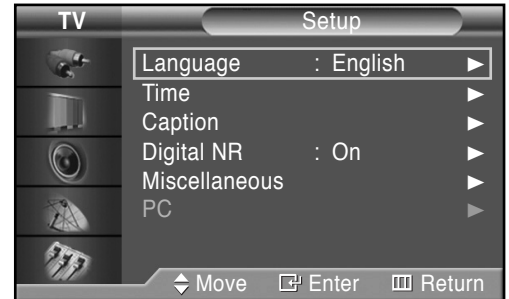 TV Setup
Language : English ►
Time ►
Caption ►
Digital NR : On ►
Miscellaneous ►
PC ►
Move Enter Return